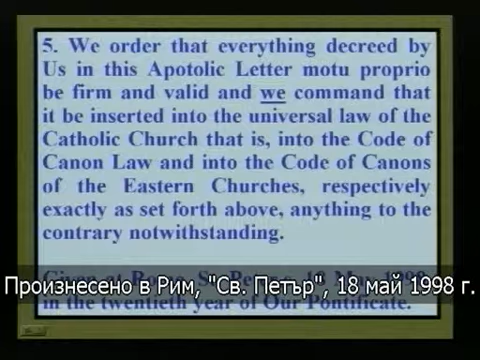 5. We order that everything decreed by
Us in this Apotolic Letter motu proprio
be firm and valid and we command that
it be inserted into the universal law of the
Catholic Church that is, into the Code of
Canon Law and into the Code of Canons
of the Eastern Churches, respectively
exactly as set forth above, anything to the
contrary notwithstanding.
Произнесено в Рим, "Св. Петър", 18 май 1998 г.
in the twentieth year of Our Pontificate.